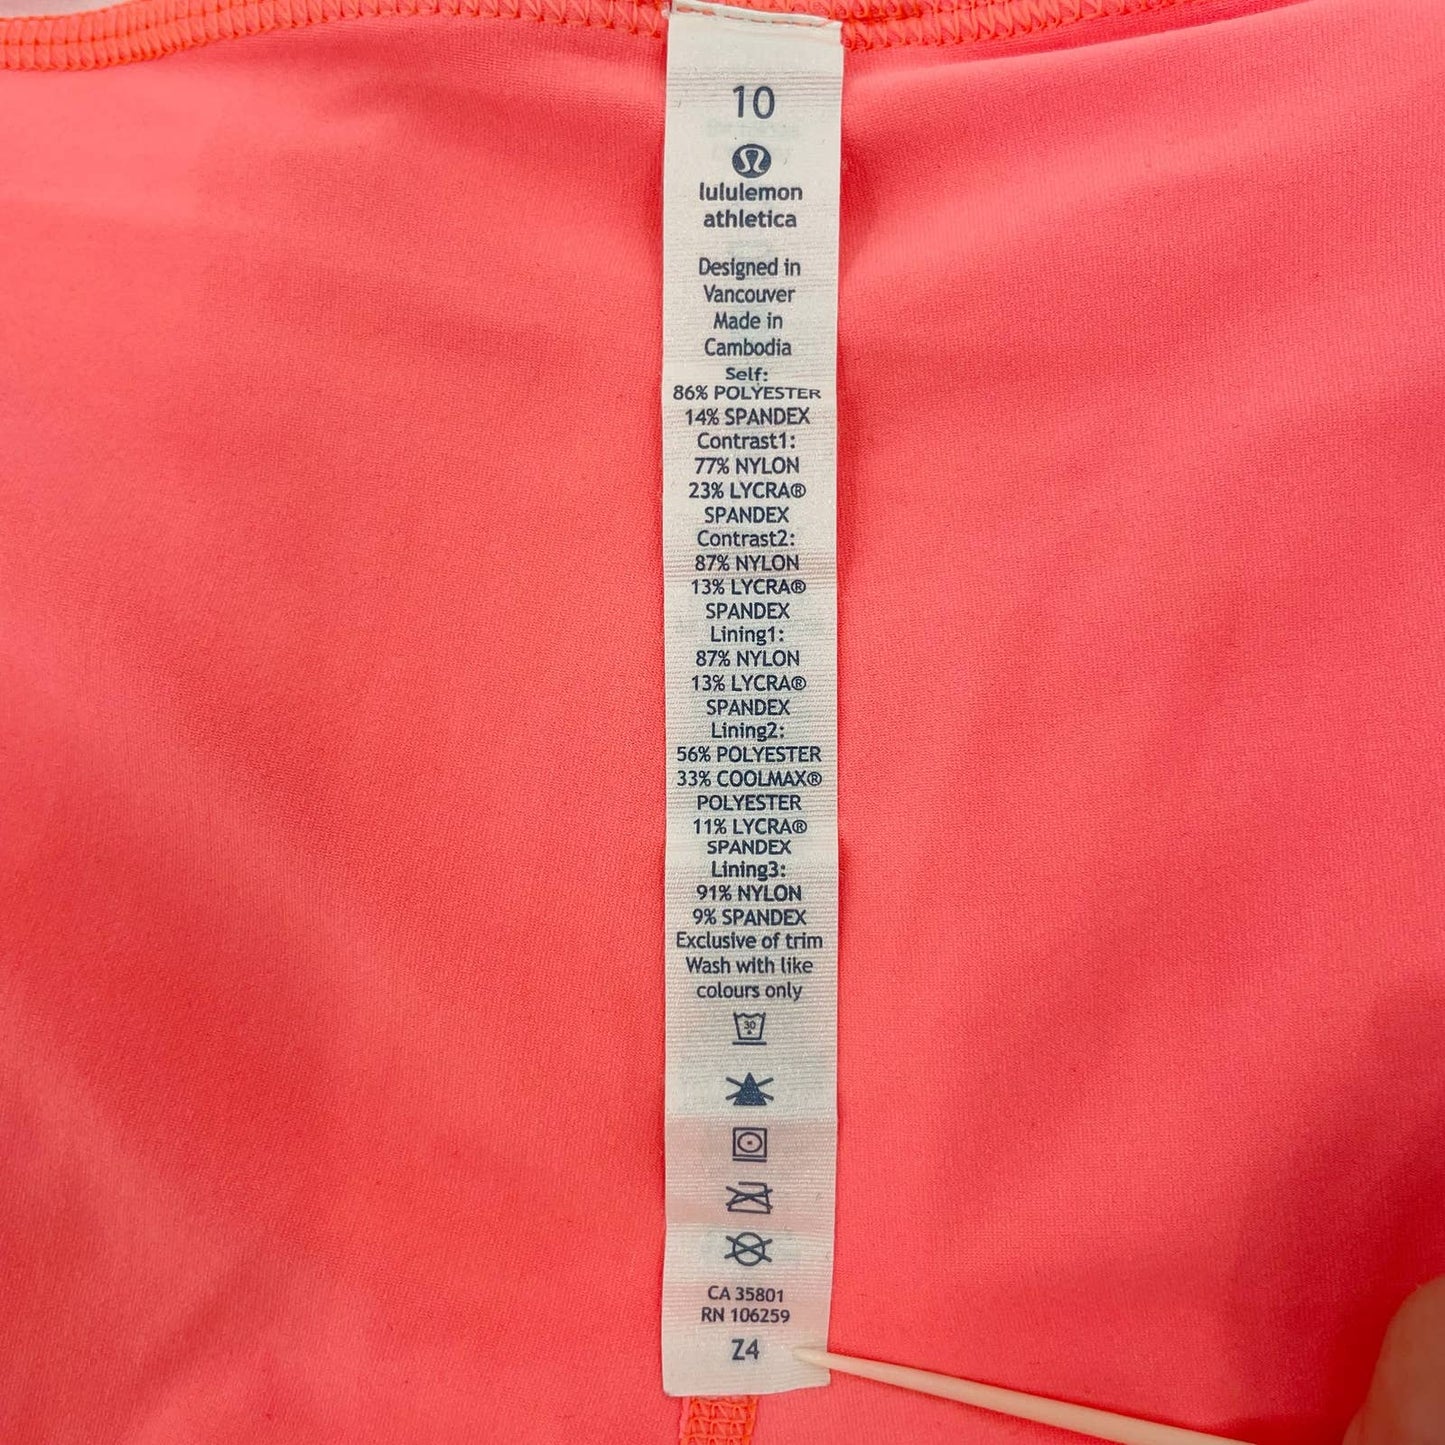 10
lululemon
athletica
Designed in
Vancouver
Made in
Cambodia
Self:
86% POLYESTER
14% SPANDEX
Contrast1:
77% NYLON
23% LYCRA®
SPANDEX
Contrast2:
87% NYLON
13% LYCRA®
SPANDEX
Lining1:
87% NYLON
13% LYCRA®
SPANDEX
Lining2:
56% POLYESTER
33% COOLMAX®
POLYESTER
11% LYCRA®
SPANDEX
Lining3:
91% NYLON
9% SPANDEX
Exclusive of trim
Wash with like
colours only
30
CA 35801
RN 106259
Z4